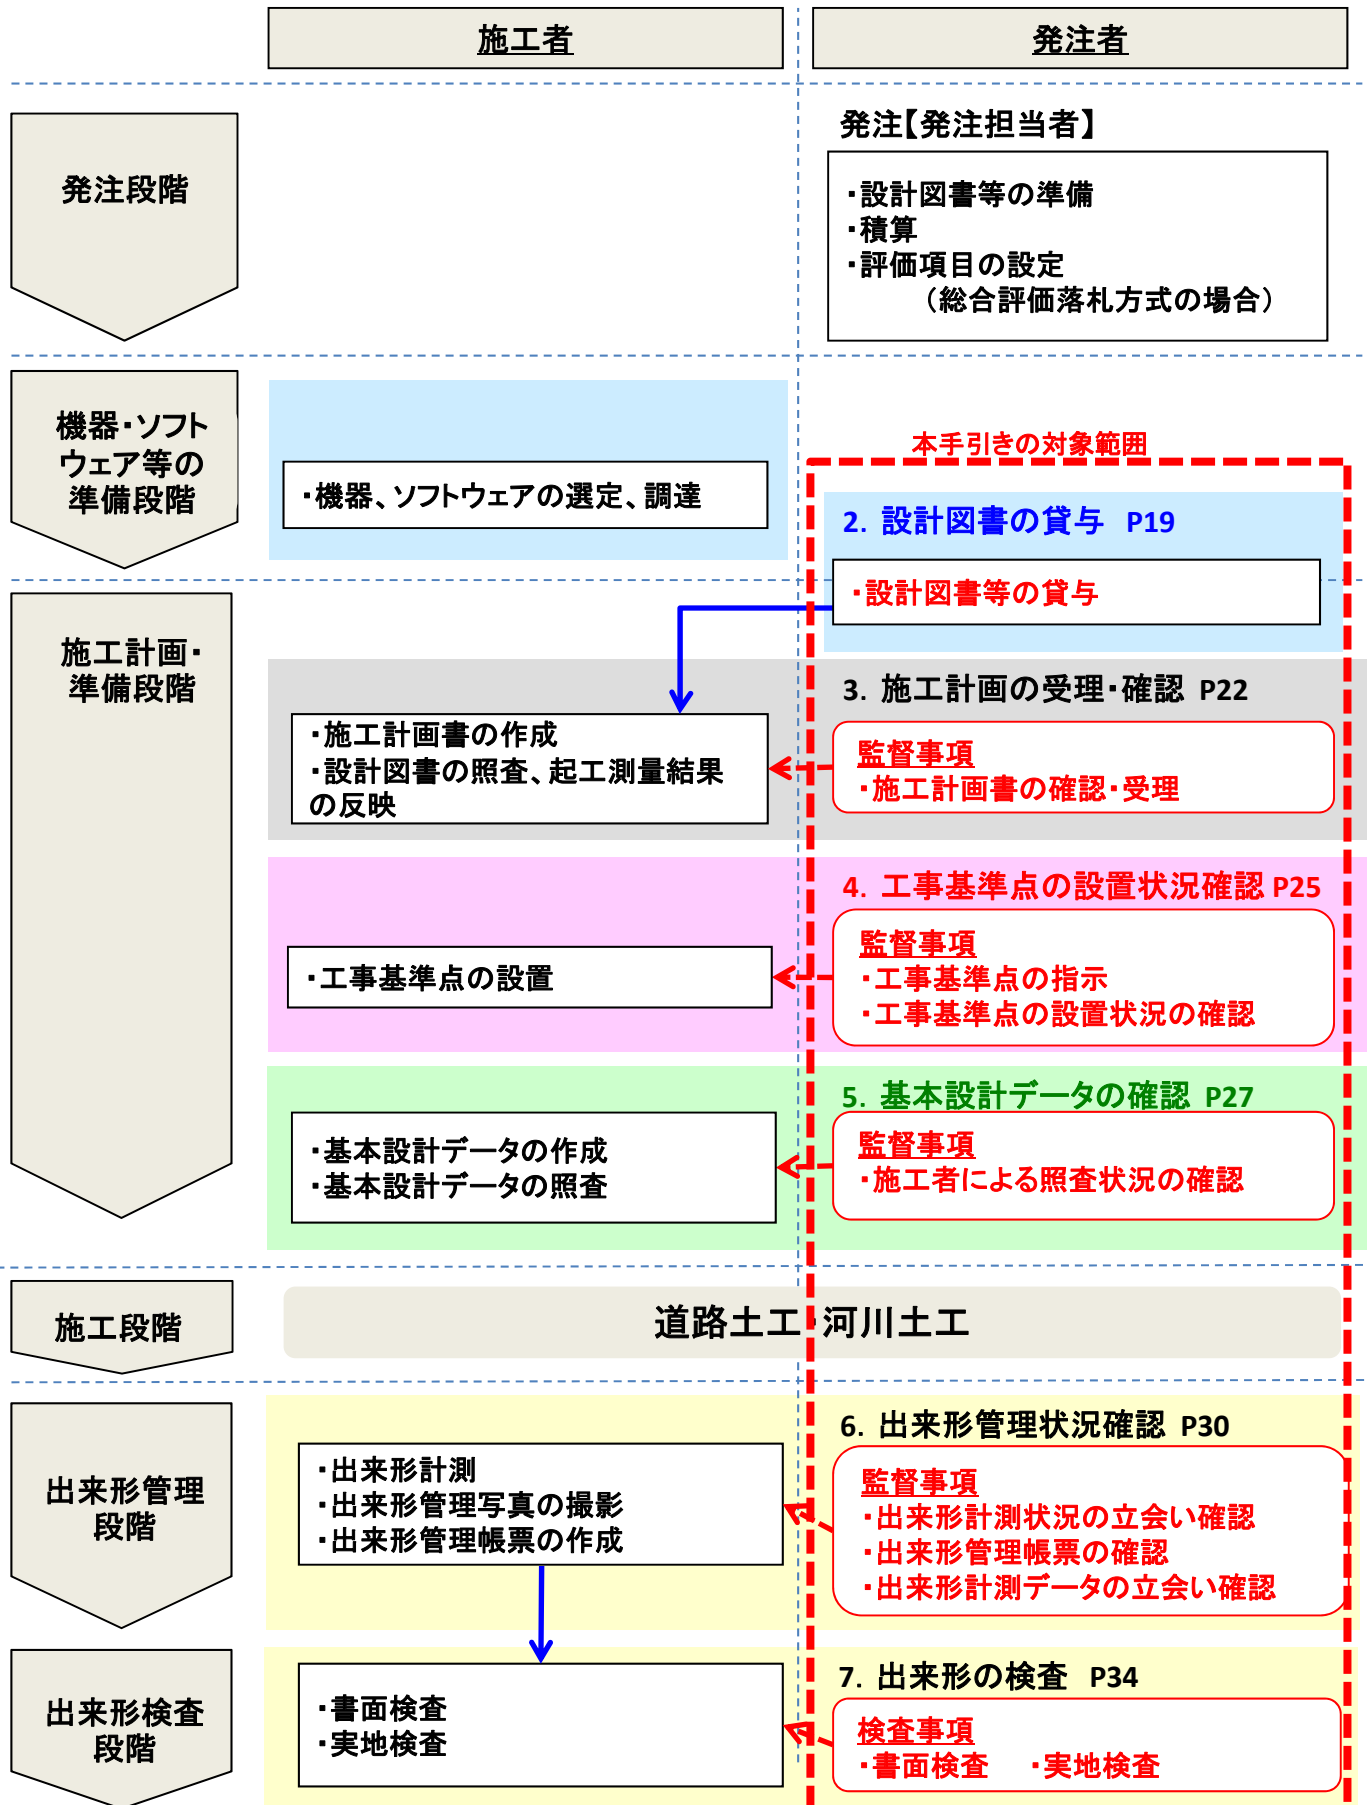 施工者
発注者
発注段階
発注【発注担当者】
・設計図書等の準備
・積算
・評価項目の設定
（総合評価落札方式の場合）
機器・ソフト
ウェア等の
準備段階
・機器、ソフトウェアの選定、調達
本手引きの対象範囲
2. 設計図書の貸与 P19
・設計図書等の貸与
施工計画・
準備段階
・施工計画書の作成
・設計図書の照査、起工測量結果
の反映
3. 施工計画の受理・確認 P22
監督事項
・施工計画書の確認・受理
4. 工事基準点の設置状況確認 P25
・工事基準点の設置
監督事項
・工事基準点の指示
・工事基準点の設置状況の確認
5. 基本設計データの確認 P27
・基本設計データの作成
・基本設計データの照査
監督事項
・施工者による照査状況の確認
施工段階
道路土工・河川土工
出来形管理
段階
・出来形計測
・出来形管理写真の撮影
・出来形管理帳票の作成
6. 出来形管理状況確認 P30
監督事項
・出来形計測状況の立会い確認
・出来形管理帳票の確認
・出来形計測データの立会い確認
出来形検査
段階
・書面検査
・実地検査
7. 出来形の検査 P34
検査事項
・書面検査 ・実地検査